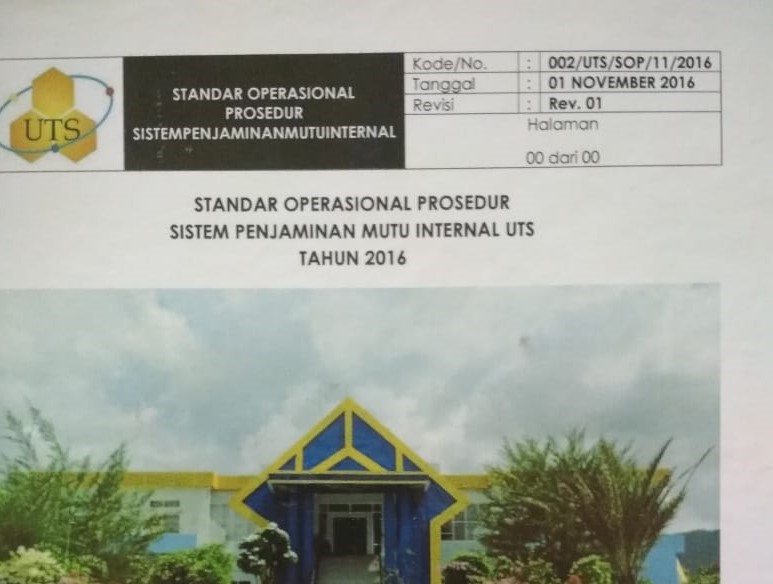 UTS
STANDAR OPERASIONAL
PROSEDUR
SISTEMPENJAMINANMUTUINTERNAL
Kode/No. : 002/UTS/SOP/11/2016
Tanggal : 01 NOVEMBER 2016
Revisi : Rev. 01
Halaman
00 dari 00
STANDAR OPERASIONAL PROSEDUR
SISTEM PENJAMINAN MUTU INTERNAL UTS
TAHUN 2016